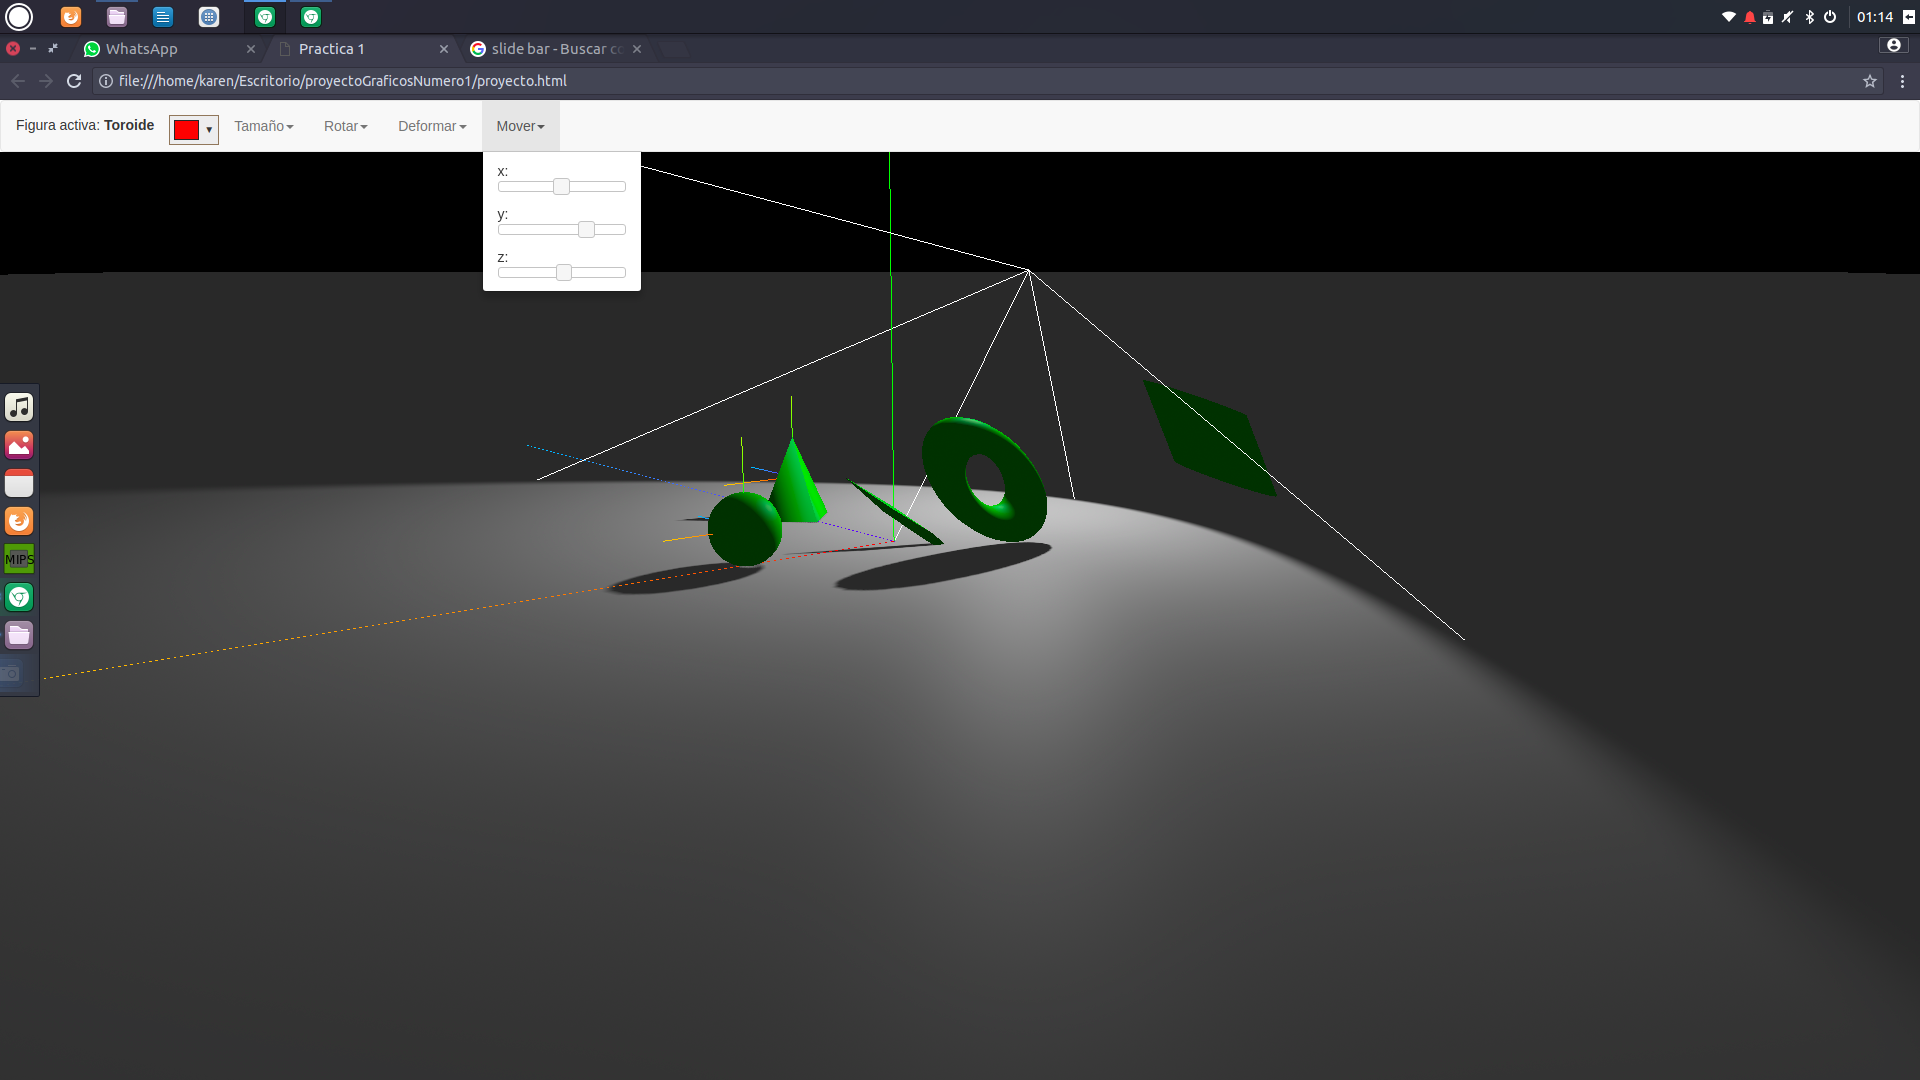 01:14
WhatsApp
Practica 1
slide bar - Buscar co
file:///home/karen/Escritorio/proyectoGraficosNumero1/proyecto.html
Figura activa: Toroide
Tamaño
Rotar
Deformar
Mover
x:
y:
z:
MIPS